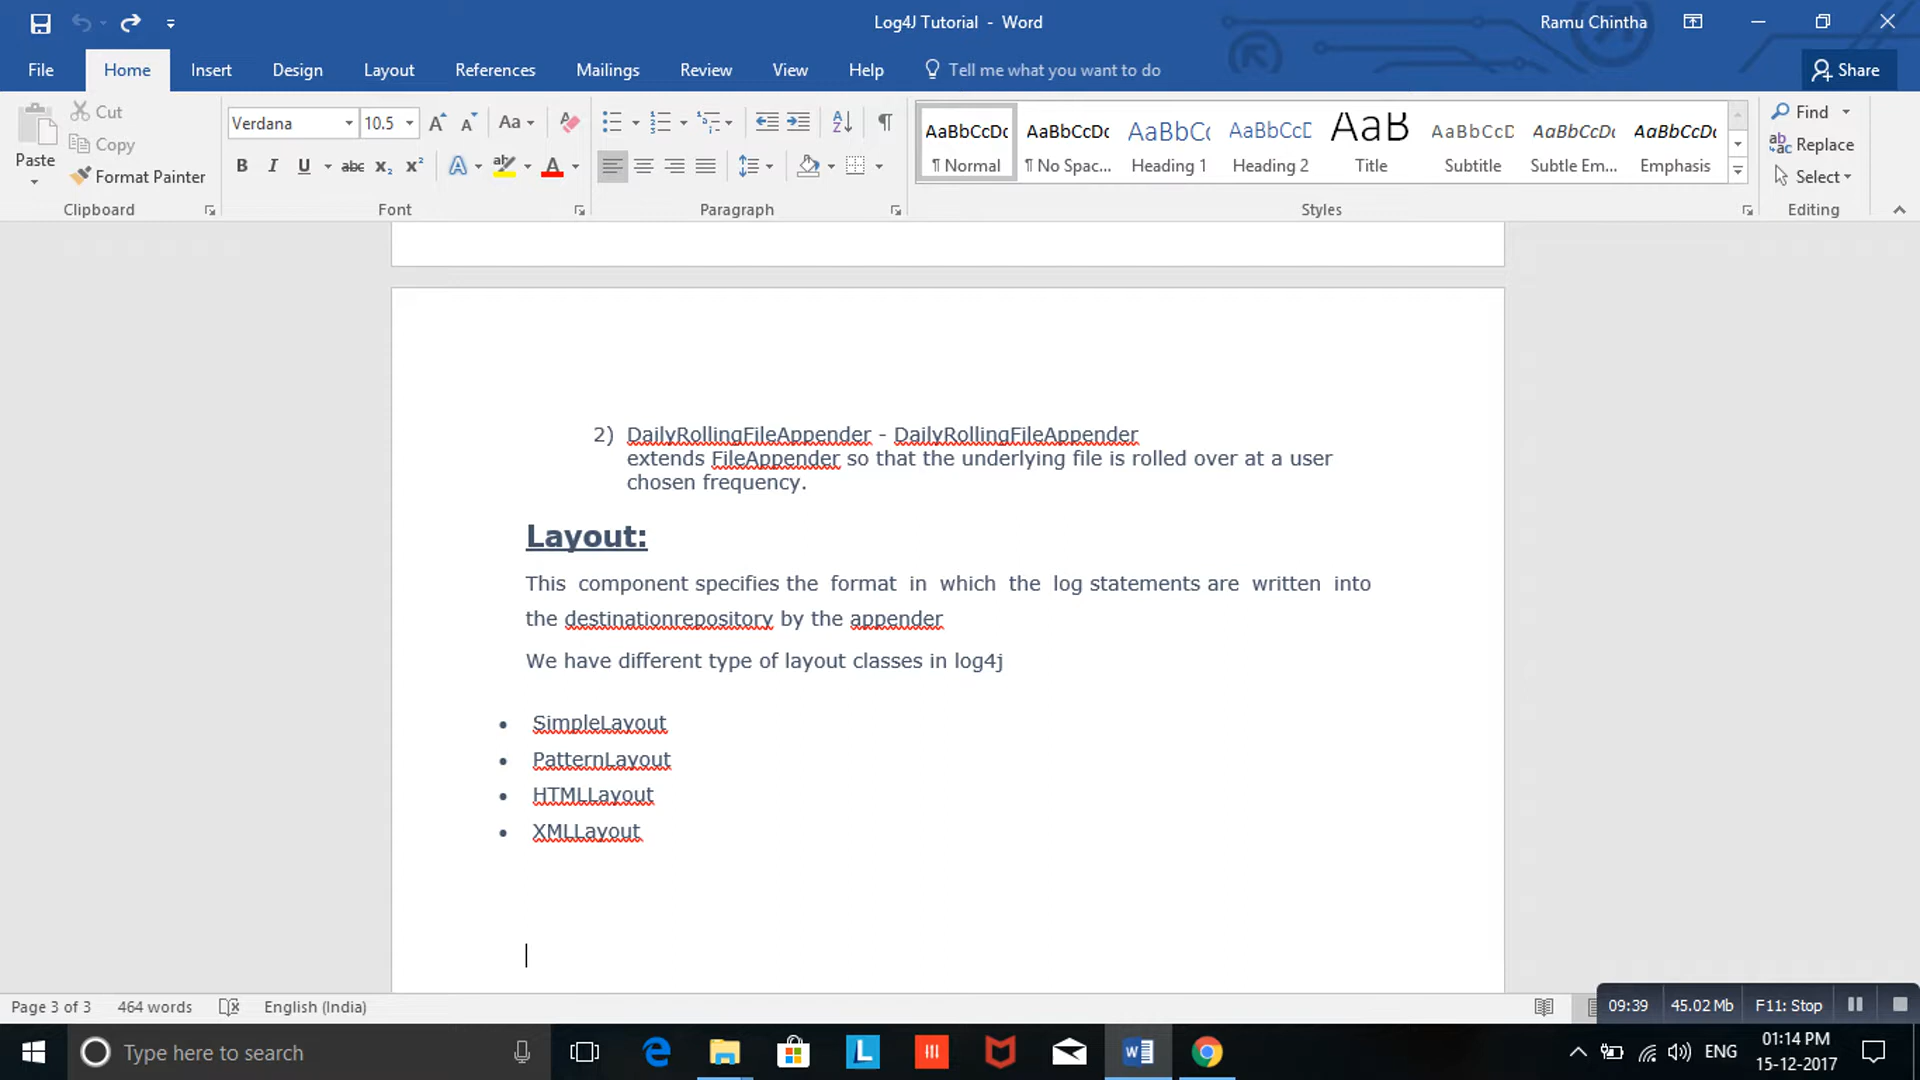 Log4J Tutorial - Word
Ramu Chintha
File Home Insert Design Layout References Mailings Review View Help Tell me what you want to do Share
Paste
Cut
Copy
Format Painter
Clipboard
Verdana 10.5
Font
Paragraph
AaBbCcDc AaBbCcDc AaBbCc AaBbCcD AaB AaBbCcD AaBbCcDc AaBbCcDc
¶ Normal ¶ No Spac... Heading 1 Heading 2 Title Subtitle Subtle Em... Emphasis
Styles
Find
Replace
Select
Editing
2) DailyRollingFileAppender - DailyRollingFileAppender
extends FileAppender so that the underlying file is rolled over at a user
chosen frequency.
Layout:
This component specifies the format in which the log statements are written into
the destinationrepository by the appender
We have different type of layout classes in log4j
• SimpleLayout
• PatternLayout
• HTMLLayout
• XMLLayout
Page 3 of 3 464 words English (India)
09:39 45.02 Mb F11: Stop
Type here to search
ENG
01:14 PM
15-12-2017